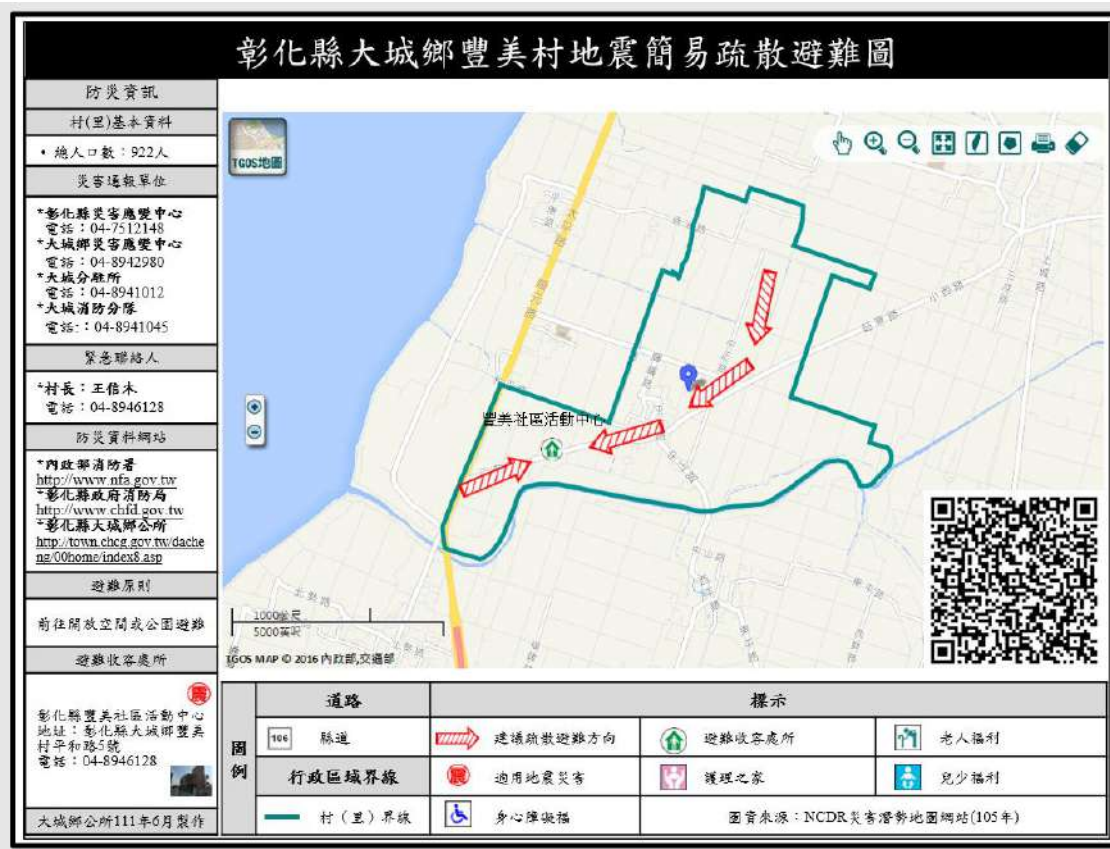 彰化縣大城鄉豐美村地震簡易疏散避難圖
防災資訊
村(里)基本資料
• 總人口數：922人
災害通報單位
*彰化縣災害應變中心
電話：04-7512148
*大城鄉災害應變中心
電話：04-8942980
*大城分駐所
電話：04-8941012
*大城消防分隊
電話:：04-8941045
緊急聯絡人
*村長：王信木
電話：04-8946128
防災資料網站
*內政部消防署
http://www.nfa.gov.tw
*彰化縣政府消防局
http://www.chfd.gov.tw
*彰化縣大城鄉公所
http://town.chcg.gov.tw/dache
ng/00home/index8.asp
避難原則
前往開放空間或公園避難
避難收容處所
震
彰化縣豐美社區活動中心
地址：彰化縣大城鄉豐美
村平和路5號
電話：04-8946128
大城鄉公所111年6月製作
TGOS地圖
豐美社區活動中心
1000公尺
5000英呎
TGOS MAP © 2016 內政部,交通部
圖例
道路
標示
106
縣道
建議疏散避難方向
避難收容處所
老人福利
行政區域界線
震
適用地震災害
護理之家
兒少福利
村（里）界線
身心障礙福
圖資來源：NCDR災害潛勢地圖網站(105年)